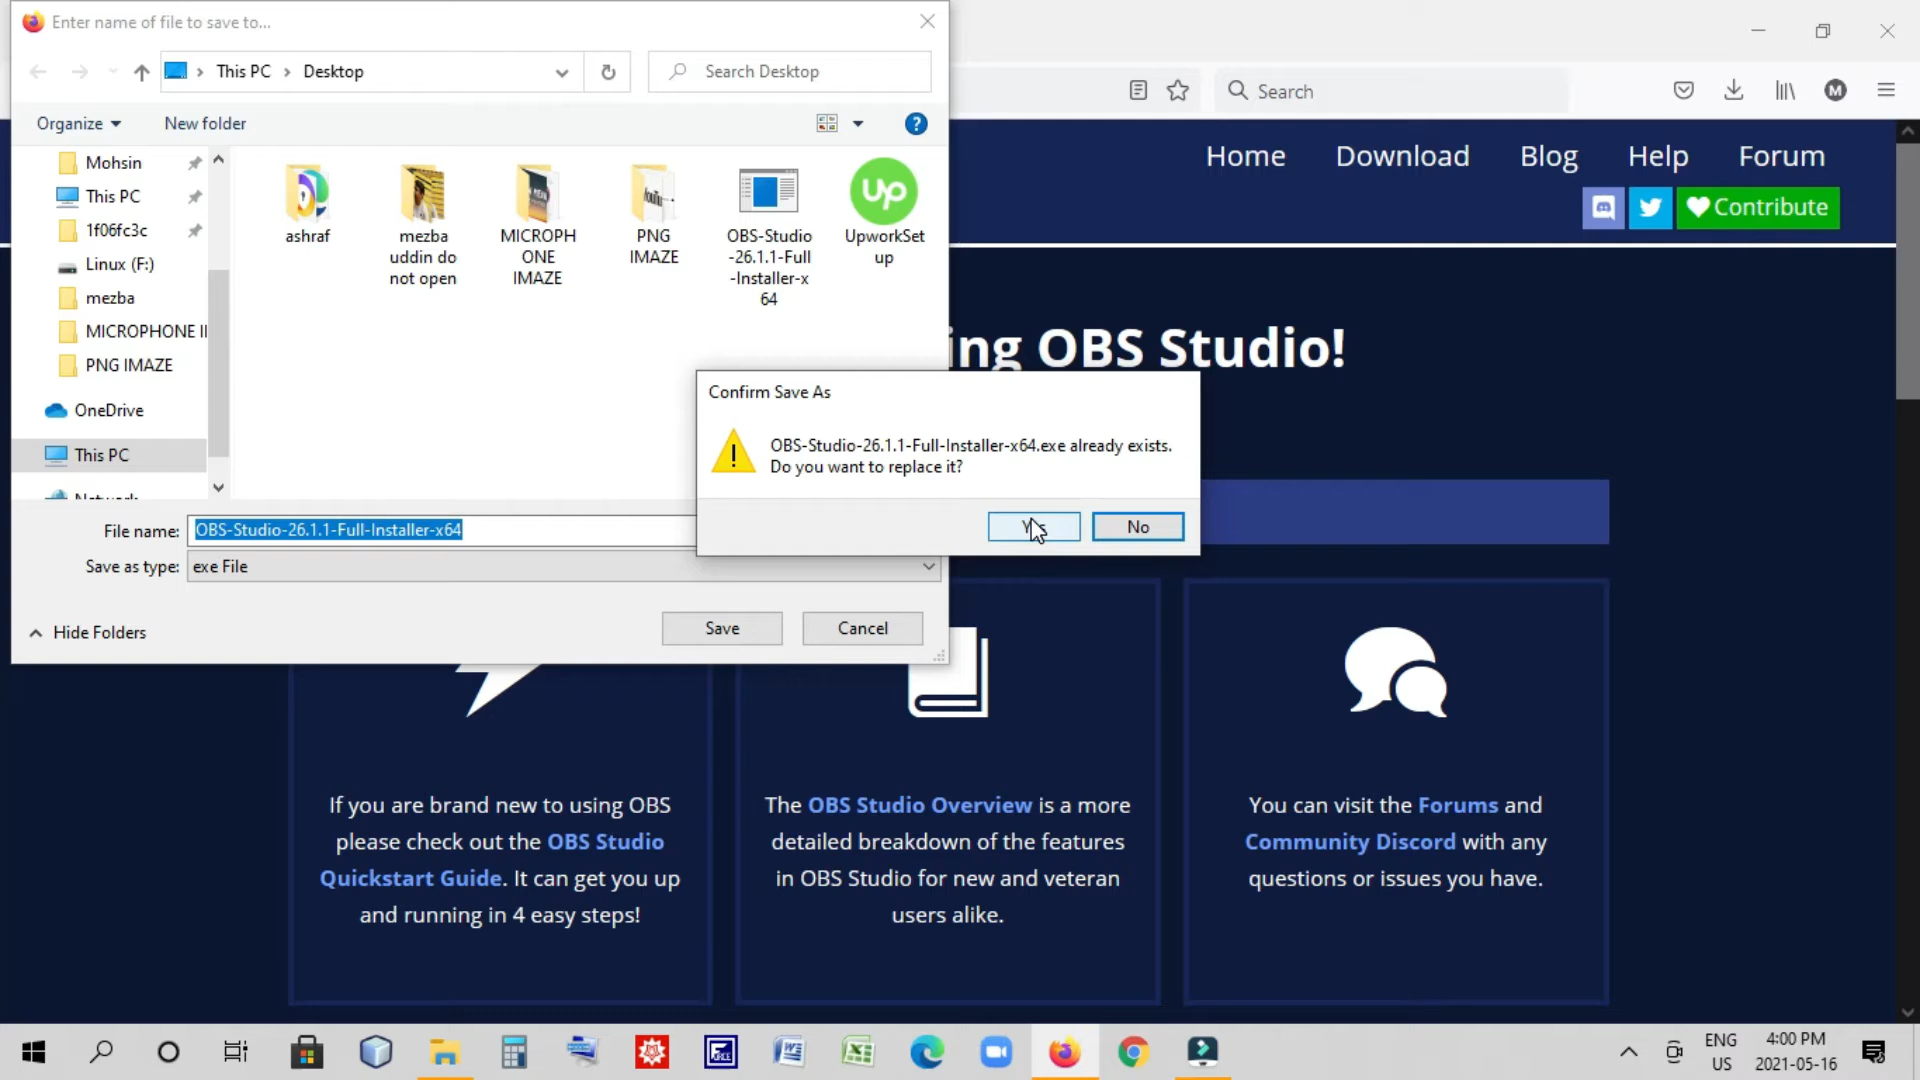 Enter name of file to save to...
This PC > Desktop
Search Desktop
Organize
New folder
Mohsin
This PC
1f06fc3c
Linux (F:)
mezba
MICROPHONE
PNG IMAZE
OneDrive
This PC
Network
ashraf
mezba
uddin do
not open
MICROPH
ONE
IMAZE
PNG
IMAZE
OBS-Studio
-26.1.1-Full
-Installer-x
64
Up
UpworkSet
up
File name: OBS-Studio-26.1.1-Full-Installer-x64
Save as type: exe File
Hide Folders
Save
Cancel
Confirm Save As
OBS-Studio-26.1.1-Full-Installer-x64.exe already exists.
Do you want to replace it?
Yes
No
Search
M
Home
Download
Blog
Help
Forum
Contribute
ing OBS Studio!
If you are brand new to using OBS
please check out the OBS Studio
Quickstart Guide. It can get you up
and running in 4 easy steps!
The OBS Studio Overview is a more
detailed breakdown of the features
in OBS Studio for new and veteran
users alike.
You can visit the Forums and
Community Discord with any
questions or issues you have.
ENG
US
4:00 PM
2021-05-16